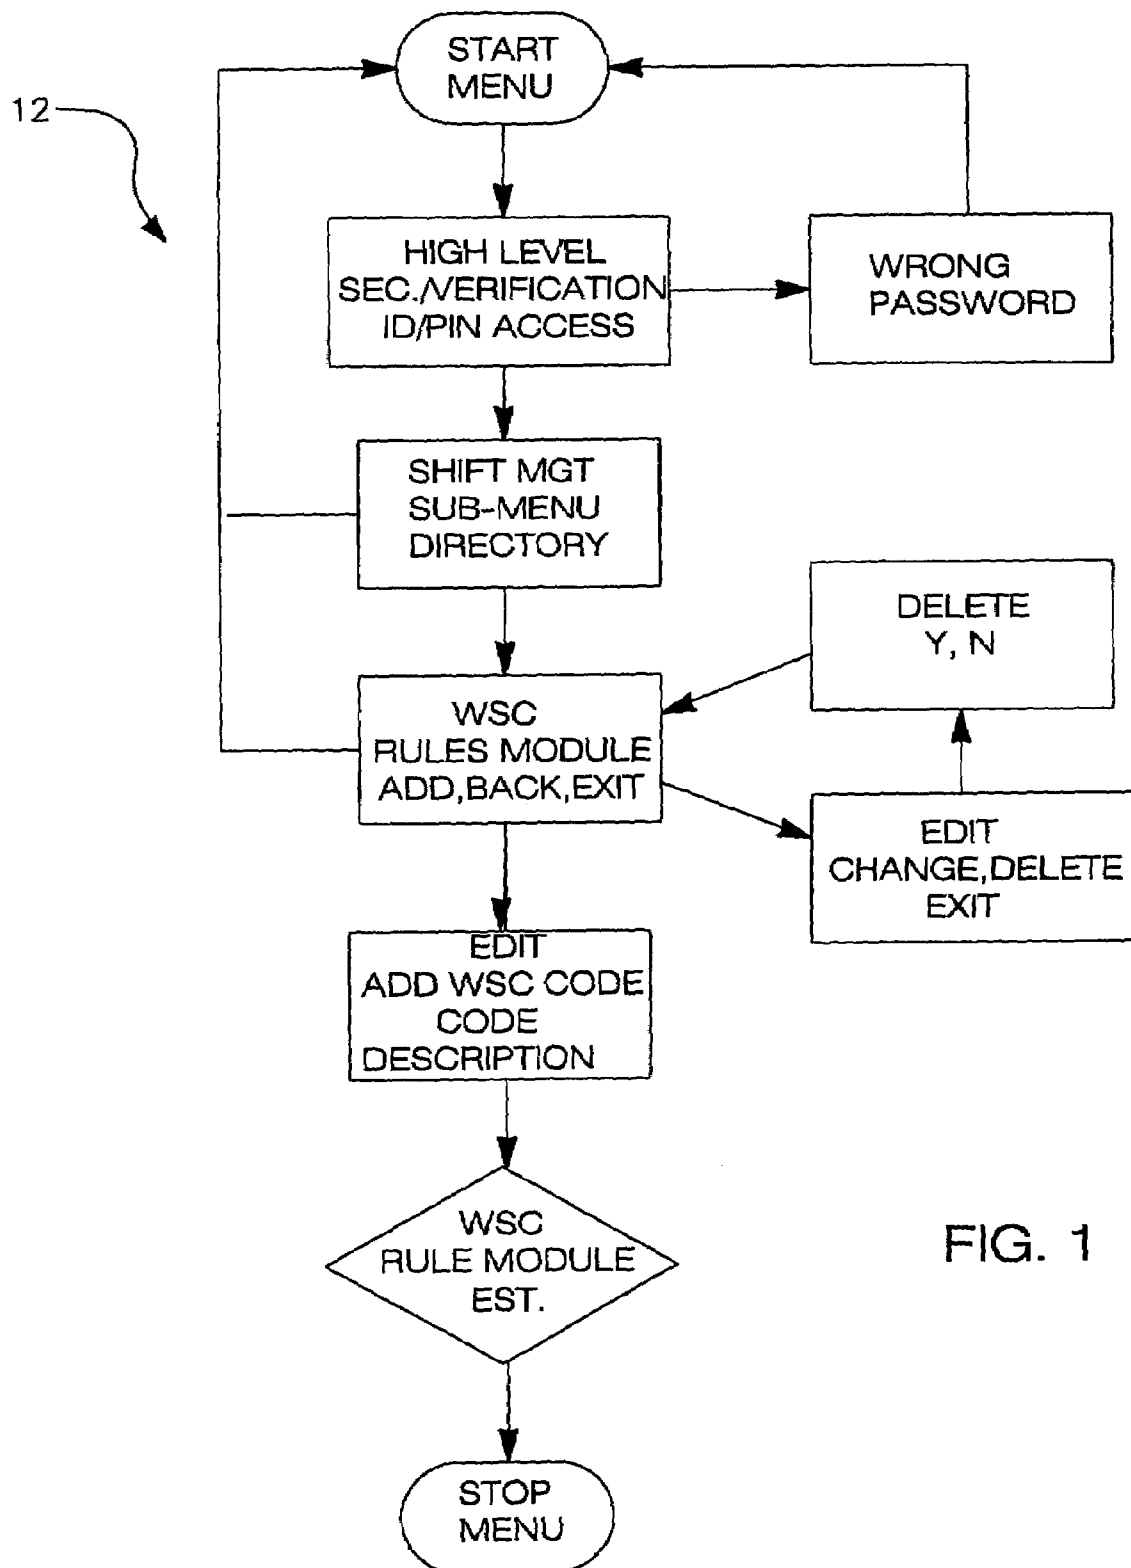 START
MENU
12
HIGH LEVEL
SEC./VERIFICATION
ID/PIN ACCESS
WRONG
PASSWORD
SHIFT MGT
SUB-MENU
DIRECTORY
DELETE
Y, N
WSC
RULES MODULE
ADD,BACK,EXIT
EDIT
CHANGE,DELETE
EXIT
EDIT
ADD WSC CODE
CODE
DESCRIPTION
WSC
RULE MODULE
EST.
FIG. 1
STOP
MENU